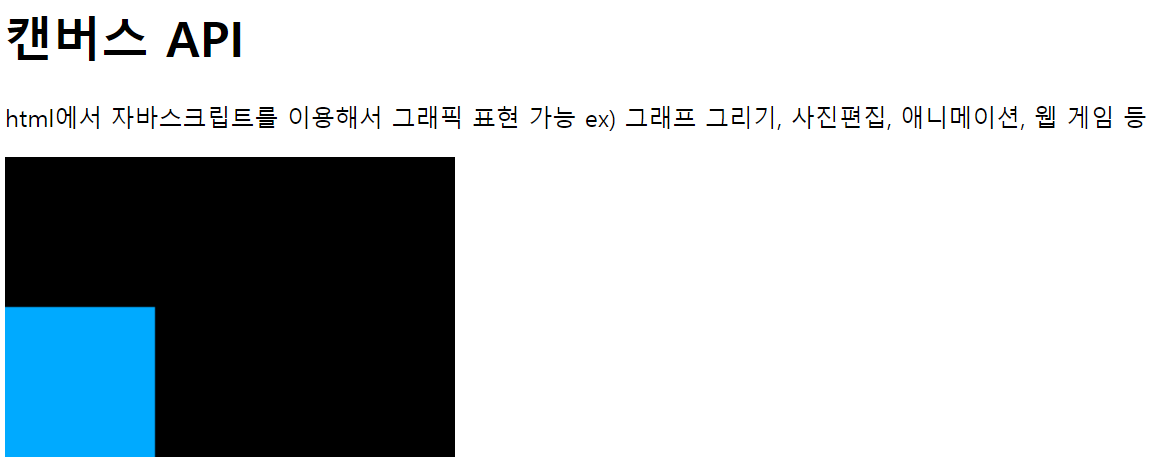 캔버스 API
html에서 자바스크립트를 이용해서 그래픽 표현 가능 ex) 그래프 그리기, 사진편집, 애니메이션, 웹 게임 등